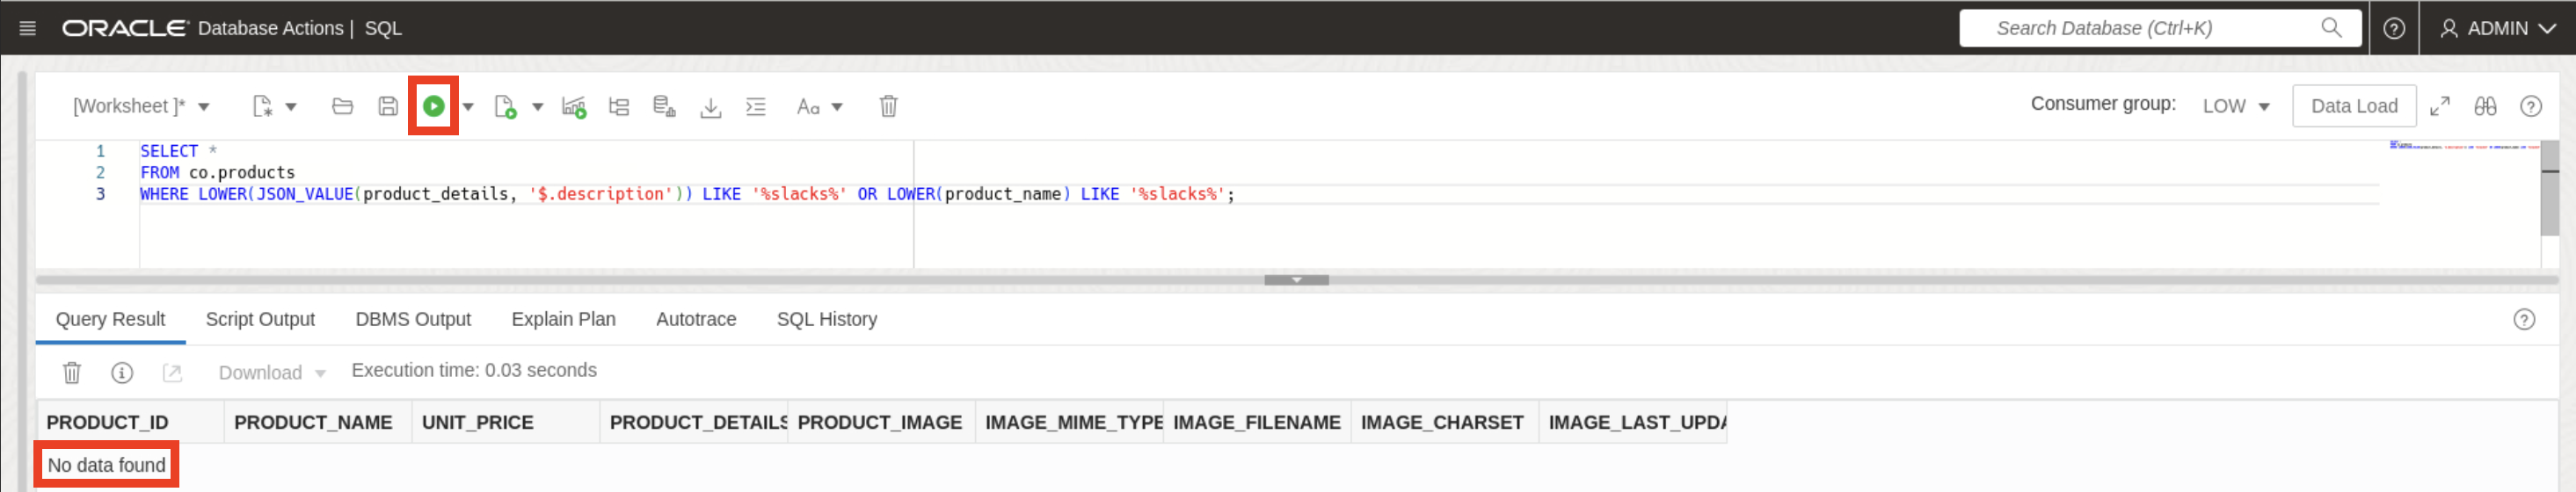 ORACLE Database Actions | SQL Search Database (Ctrl+K) ? ADMIN
[Worksheet ]* Aa Consumer group: LOW Data Load ?
1 SELECT *
2 FROM co.products
3 WHERE LOWER(JSON_VALUE(product_details, '$.description')) LIKE '%slacks%' OR LOWER(product_name) LIKE '%slacks%';
Query Result Script Output DBMS Output Explain Plan Autotrace SQL History ?
Download Execution time: 0.03 seconds
PRODUCT_ID PRODUCT_NAME UNIT_PRICE PRODUCT_DETAILS PRODUCT_IMAGE IMAGE_MIME_TYPE IMAGE_FILENAME IMAGE_CHARSET IMAGE_LAST_UPDA
No data found